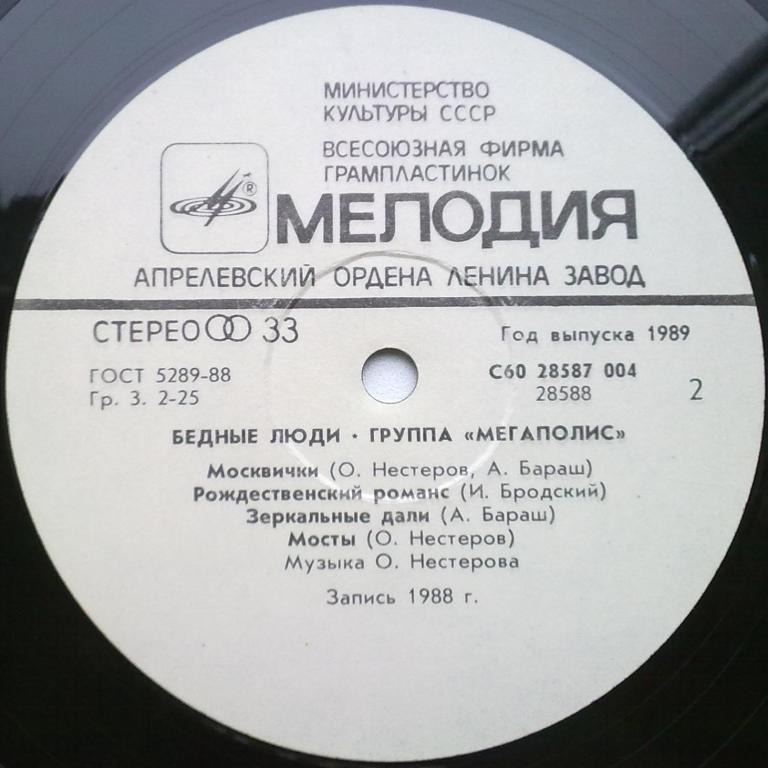 МИНИСТЕРСТВО
КУЛЬТУРЫ СССР
ВСЕСОЮЗНАЯ ФИРМА
ГРАМПЛАСТИНОК
® МЕЛОДИЯ
АПРЕЛЕВСКИЙ ОРДЕНА ЛЕНИНА ЗАВОД
СТЕРЕО 33 Год выпуска 1989
ГОСТ 5289-88 С60 28587 004
Гр. 3. 2-25 28588 2
БЕДНЫЕ ЛЮДИ · ГРУППА «МЕГАПОЛИС»
Москвички (О. Нестеров, А. Бараш)
Рождественский романс (И. Бродский)
Зеркальные дали (А. Бараш)
Мосты (О. Нестеров)
Музыка О. Нестерова
Запись 1988 г.